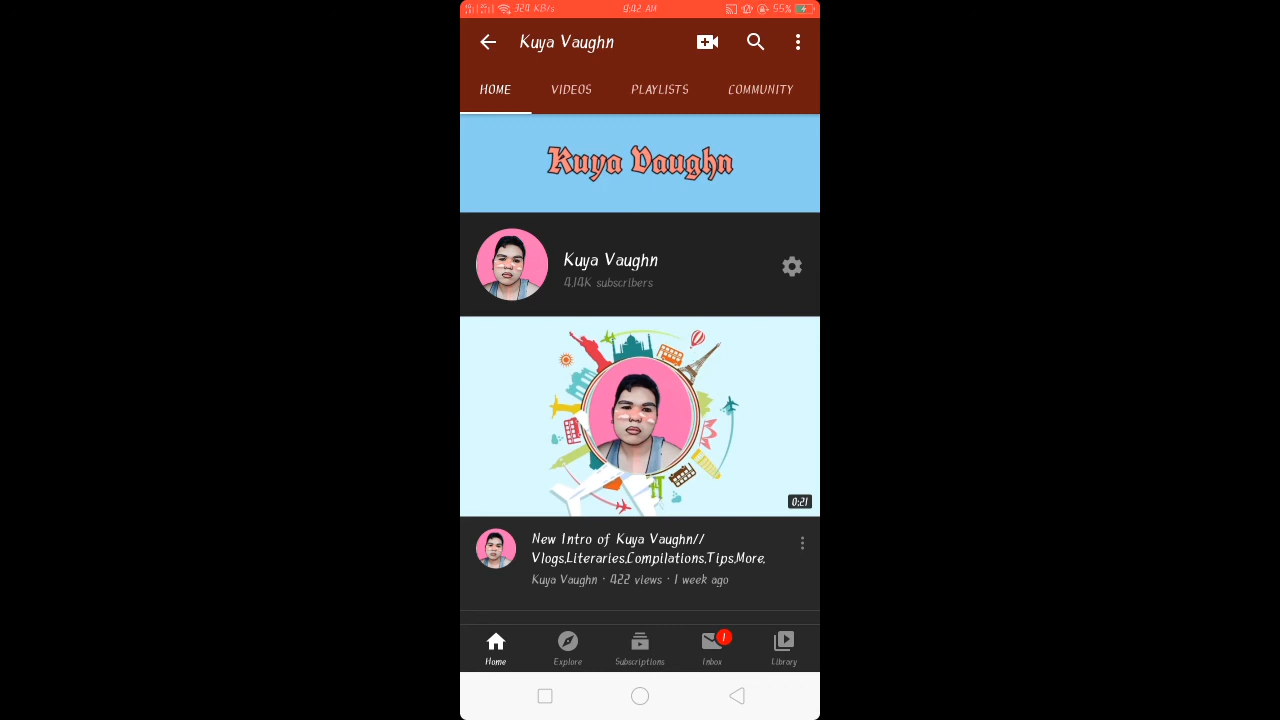 324 KB/s 9:42 AM 55%
Kuya Vaughn
HOME VIDEOS PLAYLISTS COMMUNITY
Kuya Vaughn
Kuya Vaughn
4.14K subscribers
0:21
New Intro of Kuya Vaughn//
Vlogs,Literaries,Compilations,Tips,More,
Kuya Vaughn · 422 views · 1 week ago
1
Home Explore Subscriptions Inbox Library